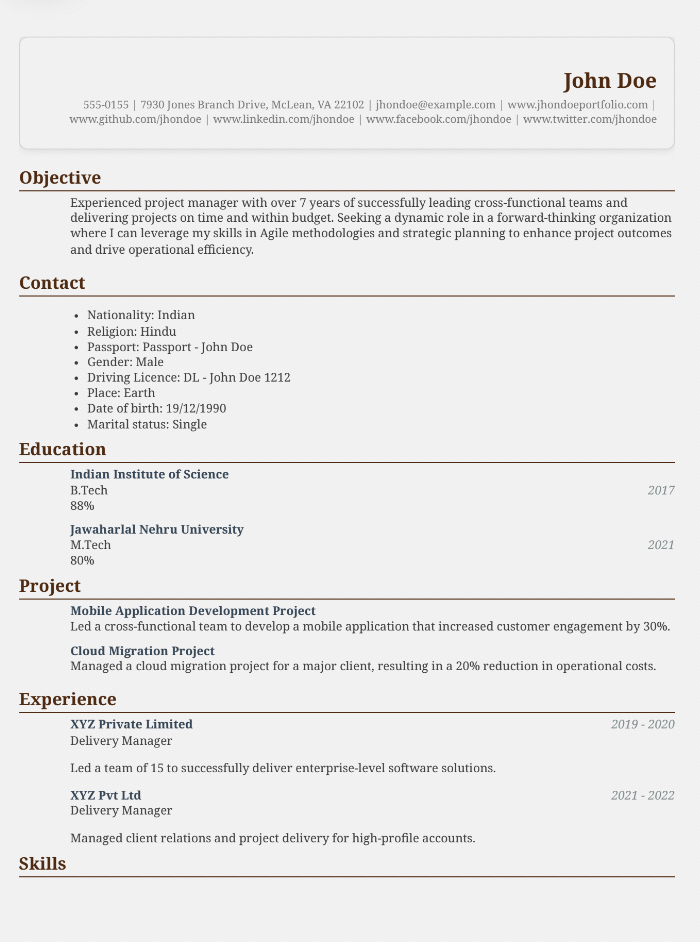 John Doe
555-0155 | 7930 Jones Branch Drive, McLean, VA 22102 | jhondoe@example.com | www.jhondoeportfolio.com |
www.github.com/jhondoe | www.linkedin.com/jhondoe | www.facebook.com/jhondoe | www.twitter.com/jhondoe
Objective
Experienced project manager with over 7 years of successfully leading cross-functional teams and
delivering projects on time and within budget. Seeking a dynamic role in a forward-thinking organization
where I can leverage my skills in Agile methodologies and strategic planning to enhance project outcomes
and drive operational efficiency.
Contact
• Nationality: Indian
• Religion: Hindu
• Passport: Passport - John Doe
• Gender: Male
• Driving Licence: DL - John Doe 1212
• Place: Earth
• Date of birth: 19/12/1990
• Marital status: Single
Education
Indian Institute of Science
B.Tech 2017
88%
Jawaharlal Nehru University
M.Tech 2021
80%
Project
Mobile Application Development Project
Led a cross-functional team to develop a mobile application that increased customer engagement by 30%.
Cloud Migration Project
Managed a cloud migration project for a major client, resulting in a 20% reduction in operational costs.
Experience
XYZ Private Limited 2019 - 2020
Delivery Manager
Led a team of 15 to successfully deliver enterprise-level software solutions.
XYZ Pvt Ltd 2021 - 2022
Delivery Manager
Managed client relations and project delivery for high-profile accounts.
Skills